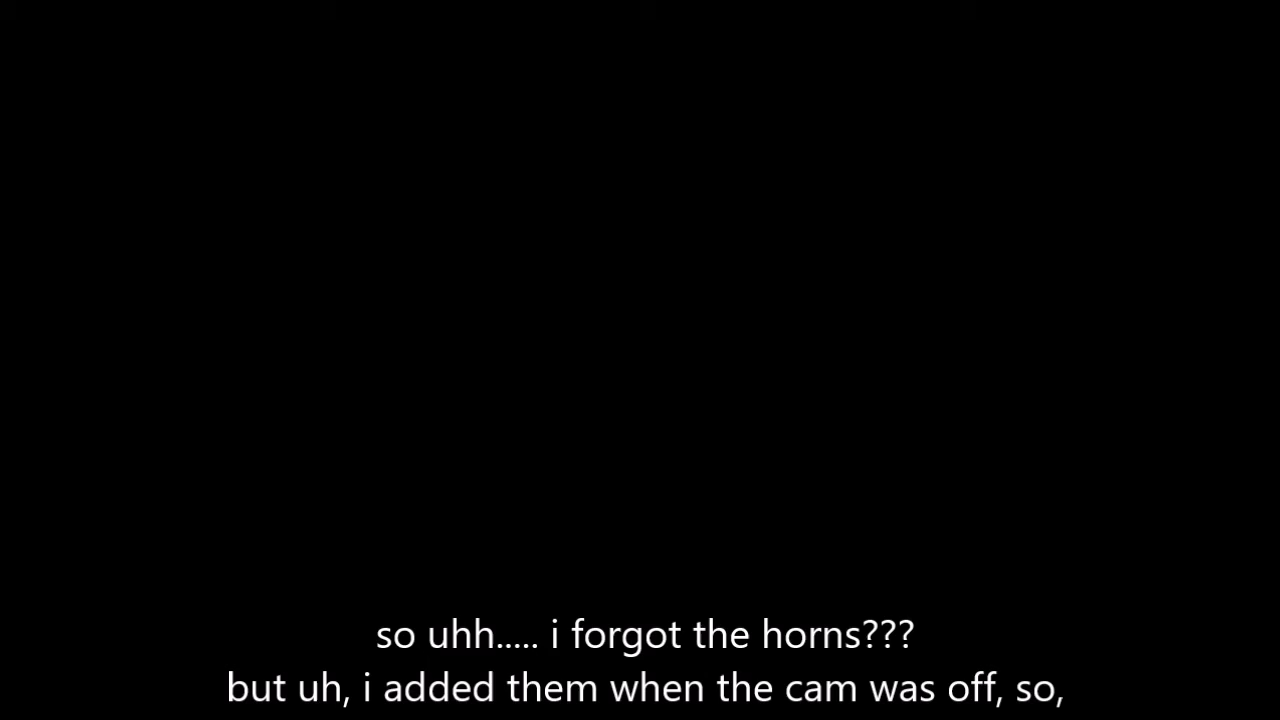 so uhh..... i forgot the horns???
but uh, i added them when the cam was off, so,